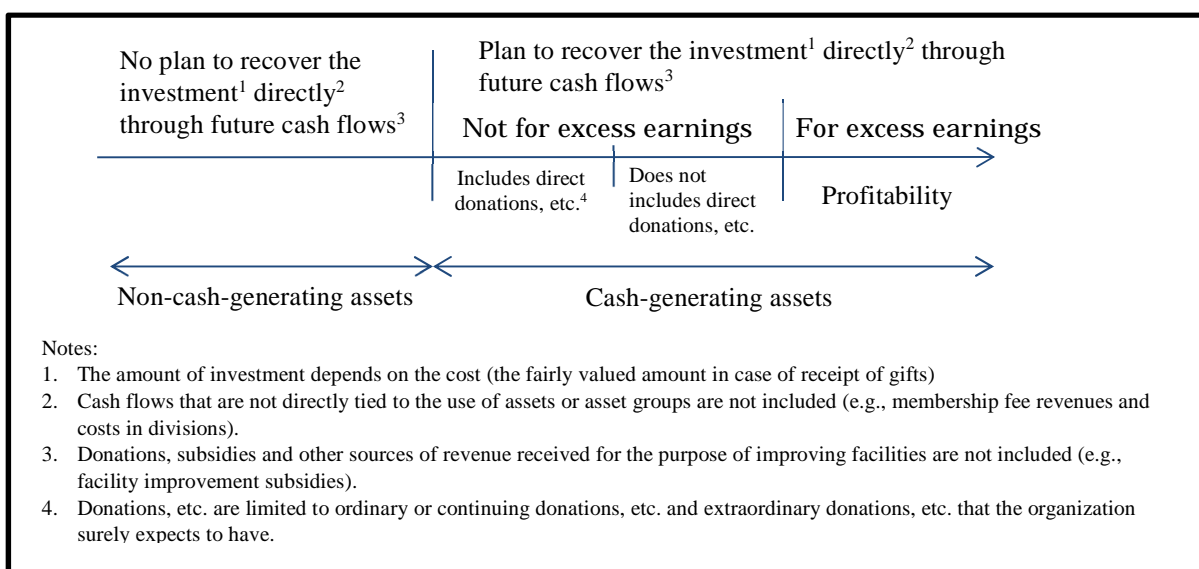 No plan to recover the
investment1 directly2
through future cash flows3
Plan to recover the investment1 directly2 through
future cash flows3
Not for excess earnings
For excess earnings
Includes direct
donations, etc.4
Does not
includes direct
donations, etc.
Profitability
Non-cash-generating assets
Cash-generating assets
Notes:
1. The amount of investment depends on the cost (the fairly valued amount in case of receipt of gifts)
2. Cash flows that are not directly tied to the use of assets or asset groups are not included (e.g., membership fee revenues and
costs in divisions).
3. Donations, subsidies and other sources of revenue received for the purpose of improving facilities are not included (e.g.,
facility improvement subsidies).
4. Donations, etc. are limited to ordinary or continuing donations, etc. and extraordinary donations, etc. that the organization
surely expects to have.